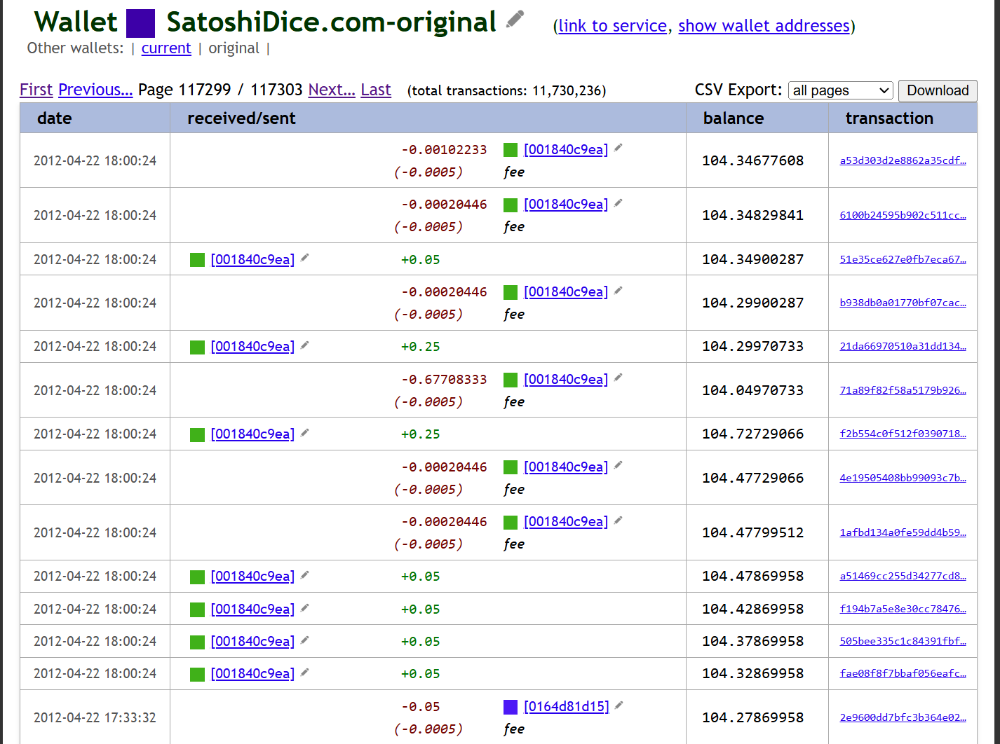 Wallet SatoshiDice.com-original (link to service, show wallet addresses)
Other wallets: | current | original |
First Previous... Page 117299 / 117303 Next... Last (total transactions: 11,730,236) CSV Export: all pages Download
date received/sent balance transaction
2012-04-22 18:00:24 -0.00102233 [001840c9ea] 104.34677608 a53d303d2e8862a35cdf…
(-0.0005) fee
2012-04-22 18:00:24 -0.00020446 [001840c9ea] 104.34829841 6100b24595b902c511cc…
(-0.0005) fee
2012-04-22 18:00:24 [001840c9ea] +0.05 104.34900287 51e35ce627e0fb7eca67…
2012-04-22 18:00:24 -0.00020446 [001840c9ea] 104.29900287 b938db0a01770bf07cac…
(-0.0005) fee
2012-04-22 18:00:24 [001840c9ea] +0.25 104.29970733 21da66970510a31dd134…
2012-04-22 18:00:24 -0.67708333 [001840c9ea] 104.04970733 71a89f82f58a5179b926…
(-0.0005) fee
2012-04-22 18:00:24 [001840c9ea] +0.25 104.72729066 f2b554c0f512f0390718…
2012-04-22 18:00:24 -0.00020446 [001840c9ea] 104.47729066 4e19505408bb99093c7b…
(-0.0005) fee
2012-04-22 18:00:24 -0.00020446 [001840c9ea] 104.47799512 1afbd134a0fe59dd4b59…
(-0.0005) fee
2012-04-22 18:00:24 [001840c9ea] +0.05 104.47869958 a51469cc255d34277cd8…
2012-04-22 18:00:24 [001840c9ea] +0.05 104.42869958 f194b7a5e8e30cc78476…
2012-04-22 18:00:24 [001840c9ea] +0.05 104.37869958 505bee335c1c84391fbf…
2012-04-22 18:00:24 [001840c9ea] +0.05 104.32869958 fae08f8f7bbaf056eafc…
2012-04-22 17:33:32 -0.05 [0164d81d15] 104.27869958 2e9600dd7bfc3b364e02…
(-0.0005) fee